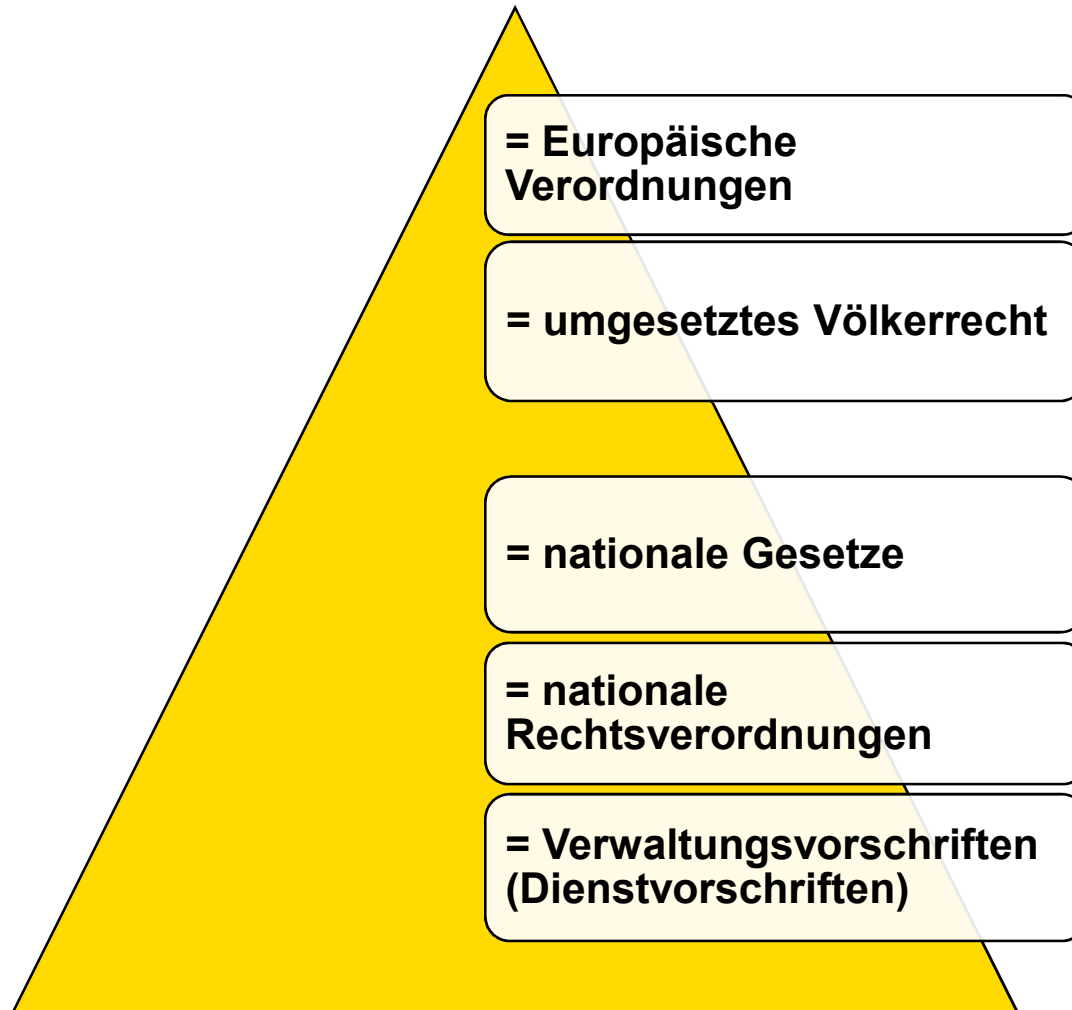 = Europäische
Verordnungen
= umgesetztes Völkerrecht
= nationale Gesetze
= nationale
Rechtsverordnungen
= Verwaltungsvorschriften
(Dienstvorschriften)